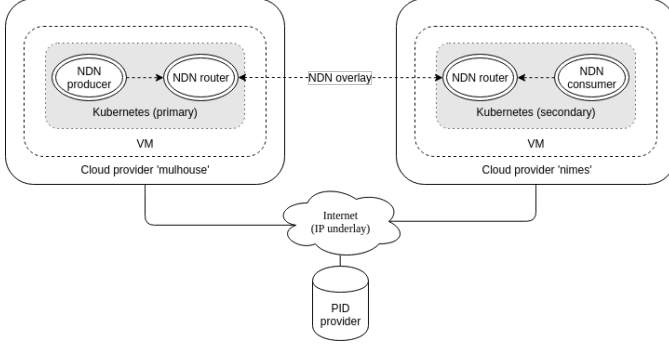 NDN
producer
NDN router
Kubernetes (primary)
VM
Cloud provider 'mulhouse'
NDN overlay
NDN router
NDN
consumer
Kubernetes (secondary)
VM
Cloud provider 'nimes'
Internet
(IP underlay)
PID
provider